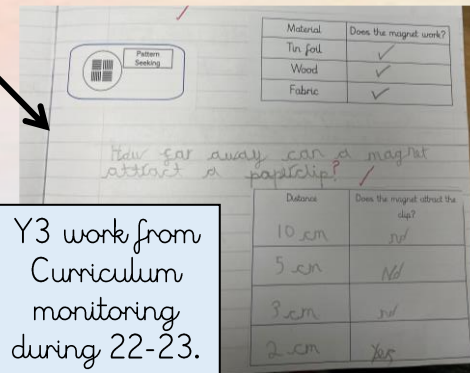 Pattern
Seeking
Material Does the magnet work?
Tin foil ✓
Wood ✓
Fabric ✓
How far away can a magnet
attract a paperclip?
Distance Does the magnet attract the
clip?
10 cm no
5 cm No
3 cm no
2 cm Yes
Y3 work from
Curriculum
monitoring
during 22-23.